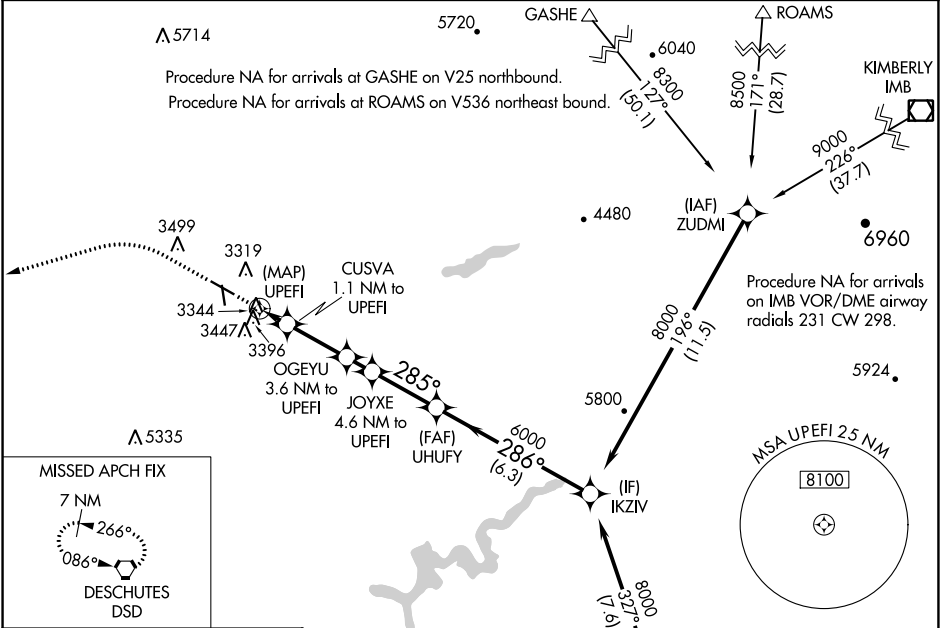 5714
5720
GASHE
6040
ROAMS
Procedure NA for arrivals at GASHE on V25 northbound.
Procedure NA for arrivals at ROAMS on V536 northeast bound.
8300
127°
(50.1)
8500
171°
(28.7)
KIMBERLY
IMB
9000
226°
(37.7)
(IAF)
ZUDMI
4480
6960
Procedure NA for arrivals
on IMB VOR/DME airway
radials 231 CW 298.
3499
3319
(MAP)
UPEFI
CUSVA
1.1 NM to
UPEFI
3344
3447
3396
OGEYU
3.6 NM to
UPEFI
JOYXE
4.6 NM to
UPEFI
285°
(FAF)
UHUFY
8000
196°
(11.5)
5800
5924
6000
286°
(6.3)
(IF)
IKZIV
8000
327°
(7.6)
5335
MISSED APCH FIX
7 NM
266°
086°
DESCHUTES
DSD
MSA UPEFI 25 NM
8100